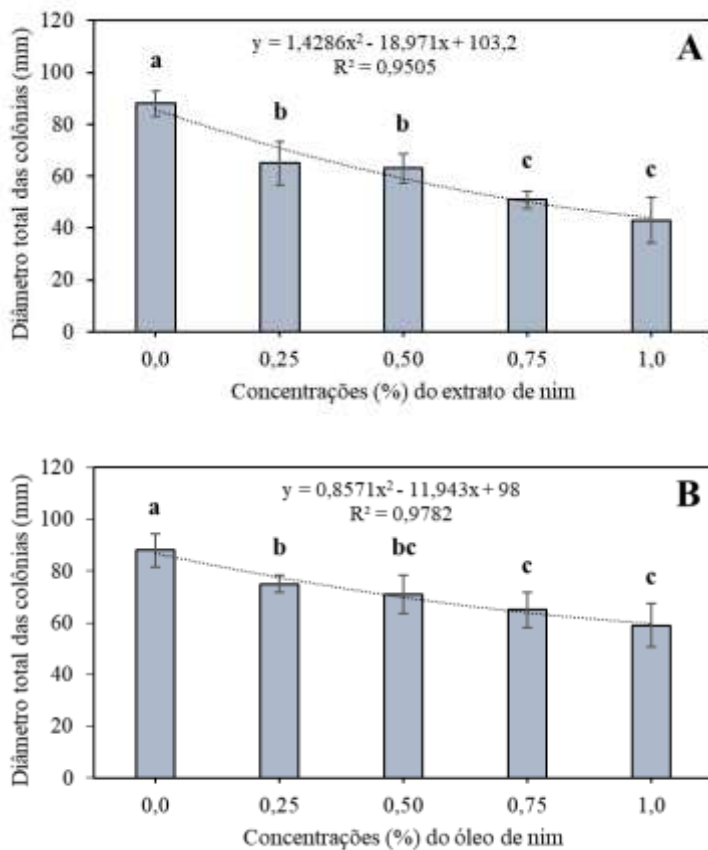 120
100
80
60
40
20
0
Diâmetro total das colônias (mm)
y = 1,4286x² - 18,971x + 103,2
R² = 0,9505
A
a
b
b
c
c
0,0 0,25 0,50 0,75 1,0
Concentrações (%) do extrato de nim
120
100
80
60
40
20
0
Diâmetro total das colônias (mm)
y = 0,8571x² - 11,943x + 98
R² = 0,9782
B
a
b
bc
c
c
0,0 0,25 0,50 0,75 1,0
Concentrações (%) do óleo de nim